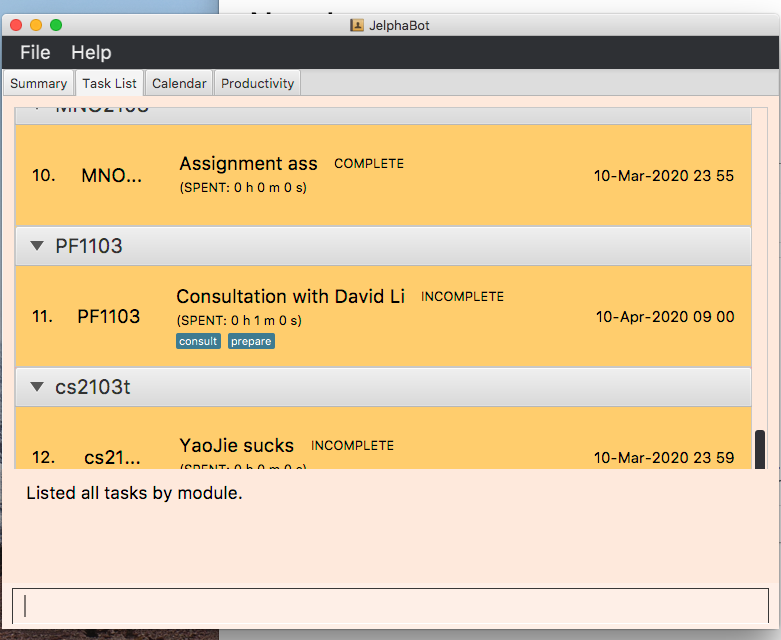 JelphaBot
File Help
Summary Task List Calendar Productivity
MNO2103
10. MNO... Assignment ass COMPLETE 10-Mar-2020 23 55
(SPENT: 0 h 0 m 0 s)
PF1103
11. PF1103 Consultation with David Li INCOMPLETE 10-Apr-2020 09 00
(SPENT: 0 h 1 m 0 s)
consult prepare
cs2103t
12. cs21... YaoJie sucks INCOMPLETE 10-Mar-2020 23 59
(SPENT: 0 h 0 m 0 s)
Listed all tasks by module.